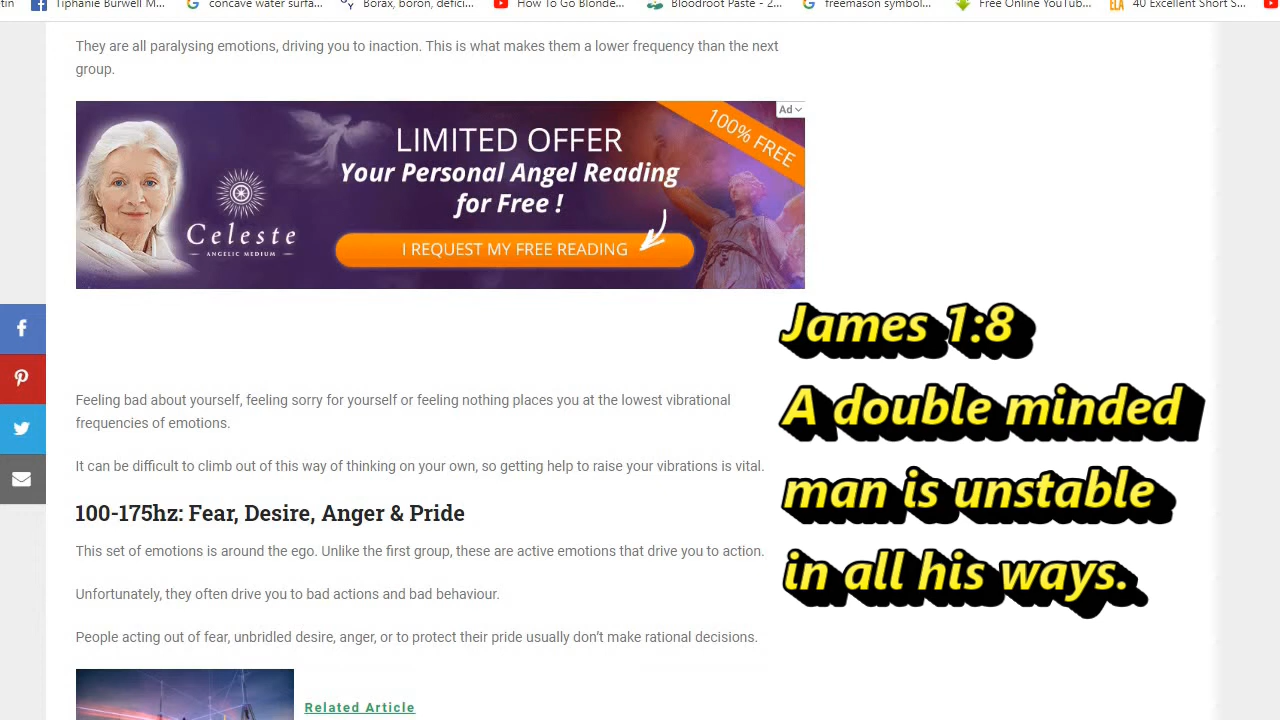 tin
Tiphanie Burwell M...
concave water surfa...
Borax, boron, defici...
How To Go Blonde...
Bloodroot Paste - 2...
freemason symbol...
Free Online YouTub...
ELA
40 Excellent Short S...
They are all paralysing emotions, driving you to inaction. This is what makes them a lower frequency than the next
group.
Ad
100% FREE
LIMITED OFFER
Your Personal Angel Reading
for Free !
Celeste
ANGELIC MEDIUM
I REQUEST MY FREE READING
James 1:8
A double minded
man is unstable
in all his ways.
Feeling bad about yourself, feeling sorry for yourself or feeling nothing places you at the lowest vibrational
frequencies of emotions.
It can be difficult to climb out of this way of thinking on your own, so getting help to raise your vibrations is vital.
100-175hz: Fear, Desire, Anger & Pride
This set of emotions is around the ego. Unlike the first group, these are active emotions that drive you to action.
Unfortunately, they often drive you to bad actions and bad behaviour.
People acting out of fear, unbridled desire, anger, or to protect their pride usually don't make rational decisions.
Related Article